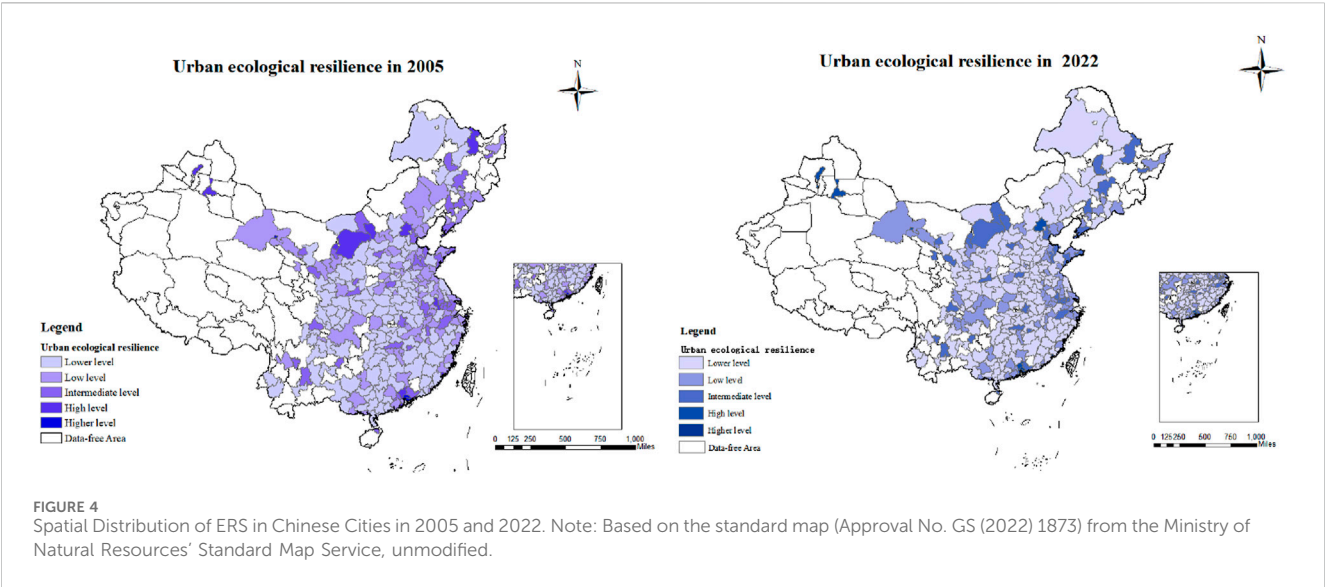 Urban ecological resilience in 2005
N
Legend
Urban ecological resilience
Lower level
Low level
Intermediate level
High level
Higher level
Data-free Area
0 125 250 500 750 1,000
Miles
Urban ecological resilience in 2022
N
Legend
Urban ecological resilience
Lower level
Low level
Intermediate level
High level
Higher level
Data-free Area
0 125 250 500 750 1,000
Miles
FIGURE 4
Spatial Distribution of ERS in Chinese Cities in 2005 and 2022. Note: Based on the standard map (Approval No. GS (2022) 1873) from the Ministry of
Natural Resources’ Standard Map Service, unmodified.